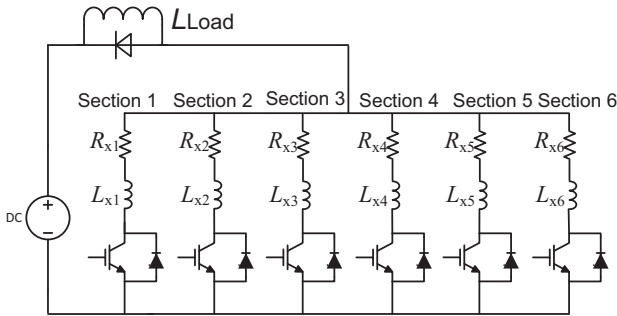 LLoad
Section 1 Section 2 Section 3 Section 4 Section 5 Section 6
Rx1 Rx2 Rx3 Rx4 Rx5 Rx6
Lx1 Lx2 Lx3 Lx4 Lx5 Lx6
DC
+
−